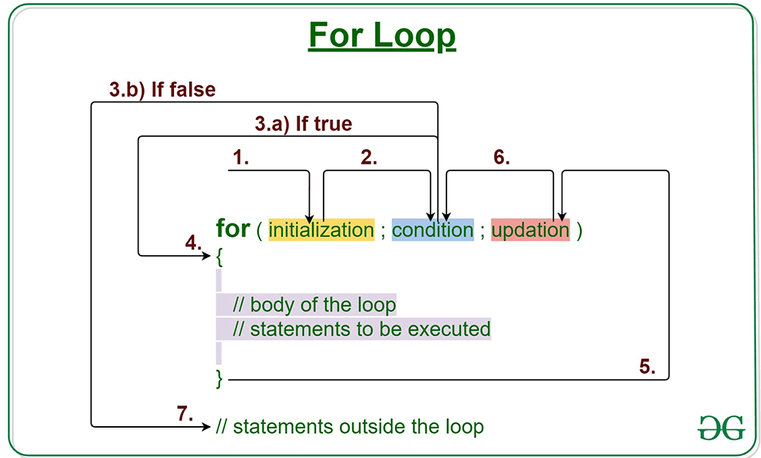 For Loop
3.b) If false
3.a) If true
1. 2. 6.
for ( initialization ; condition ; updation )
4. {
// body of the loop
// statements to be executed
5.
}
7. // statements outside the loop